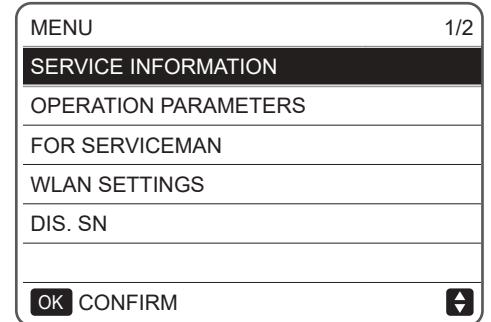 MENU 1/2
SERVICE INFORMATION
OPERATION PARAMETERS
FOR SERVICEMAN
WLAN SETTINGS
DIS. SN
OK CONFIRM